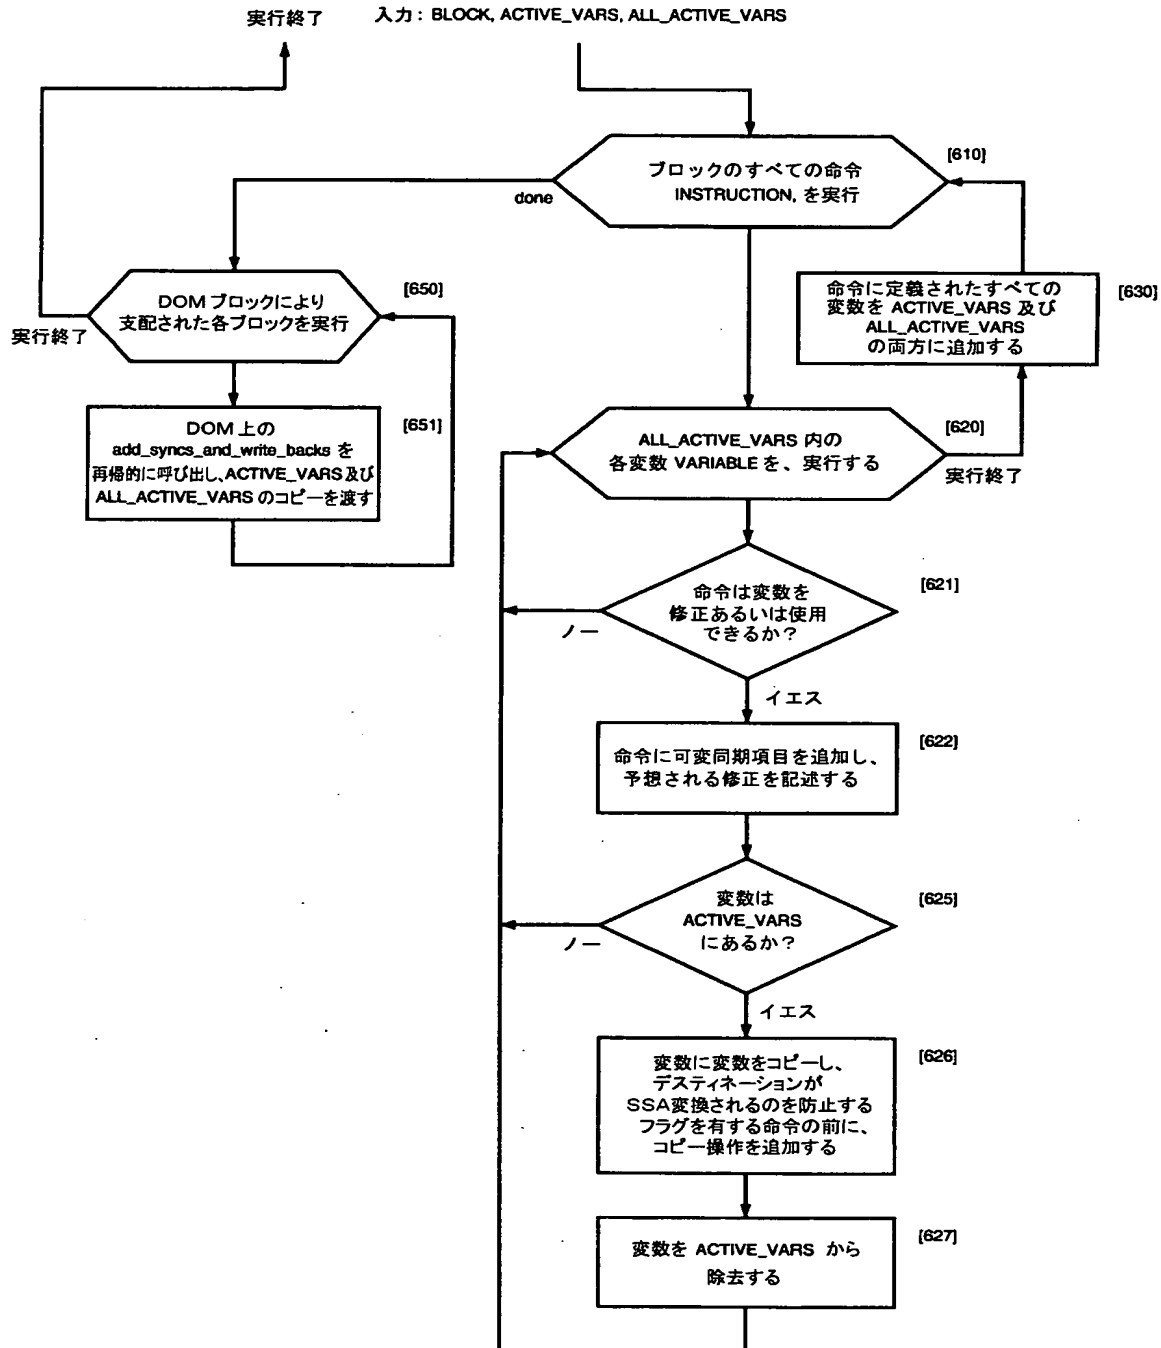 実行終了
入力: BLOCK, ACTIVE_VARS, ALL_ACTIVE_VARS
ブロックのすべての命令
INSTRUCTION, を実行
[610]
done
DOM ブロックにより
支配された各ブロックを実行
[650]
実行終了
命令に定義されたすべての
変数を ACTIVE_VARS 及び
ALL_ACTIVE_VARS
の両方に追加する
[630]
DOM 上の
add_syncs_and_write_backs を
再帰的に呼び出し、ACTIVE_VARS及び
ALL_ACTIVE_VARS のコピーを渡す
[651]
ALL_ACTIVE_VARS 内の
各変数 VARIABLE を、実行する
[620]
実行終了
命令は変数を
修正あるいは使用
できるか?
[621]
ノー
イエス
命令に可変同期項目を追加し、
予想される修正を記述する
[622]
変数は
ACTIVE_VARS
にあるか?
[625]
ノー
イエス
変数に変数をコピーし、
デスティネーションが
SSA変換されるのを防止する
フラグを有する命令の前に、
コピー操作を追加する
[626]
変数を ACTIVE_VARS から
除去する
[627]